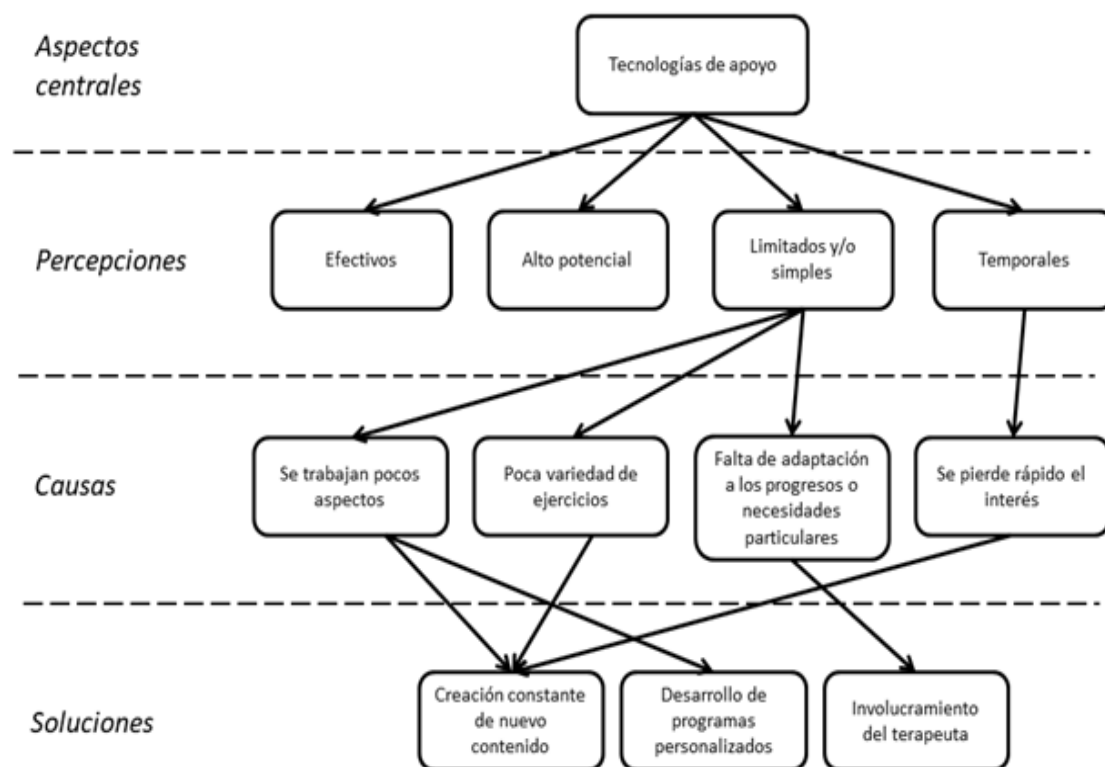 Aspectos
centrales
Tecnologías de apoyo
Percepciones
Efectivos
Alto potencial
Limitados y/o
simples
Temporales
Causas
Se trabajan pocos
aspectos
Poca variedad de
ejercicios
Falta de adaptación
a los progresos o
necesidades
particulares
Se pierde rápido el
interés
Soluciones
Creación constante
de nuevo
contenido
Desarrollo de
programas
personalizados
Involucramiento
del terapeuta